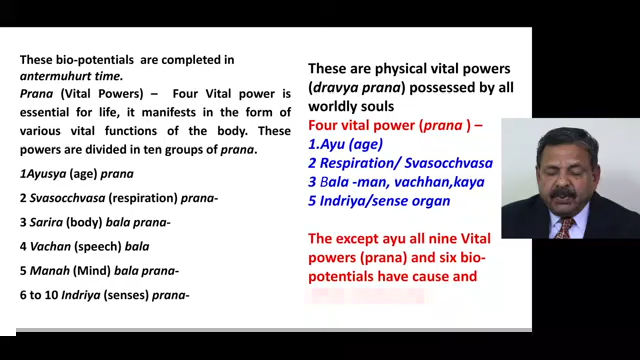 These bio-potentials are completed in
antermuhurt time.
Prana (Vital Powers) – Four Vital power is
essential for life, it manifests in the form of
various vital functions of the body. These
powers are divided in ten groups of prana.
1Ayusya (age) prana
2 Svasocchvasa (respiration) prana-
3 Sarira (body) bala prana-
4 Vachan (speech) bala
5 Manah (Mind) bala prana-
6 to 10 Indriya (senses) prana-
These are physical vital powers
(dravya prana) possessed by all
worldly souls
Four vital power (prana ) –
1.Ayu (age)
2 Respiration/ Svasocchvasa
3 Bala -man, vachhan,kaya
5 Indriya/sense organ
The except ayu all nine Vital
powers (prana) and six bio-
potentials have cause and